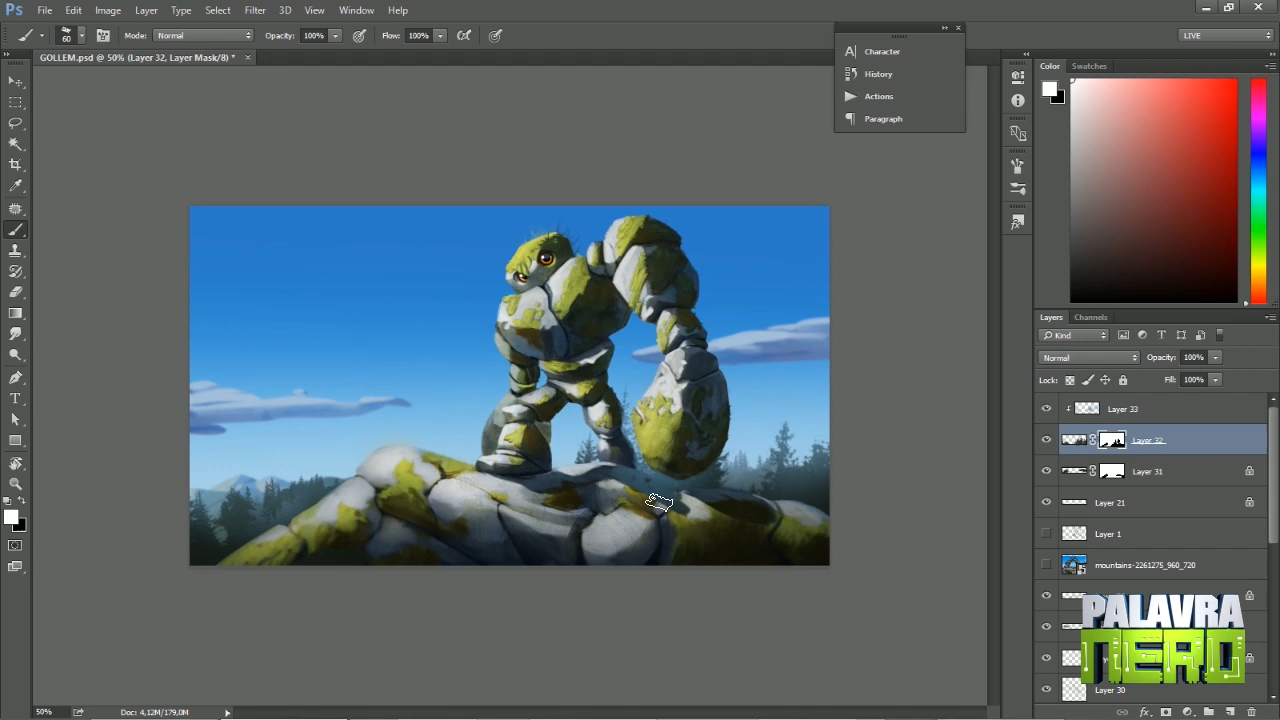 Ps File Edit Image Layer Type Select Filter 3D View Window Help
60 Mode: Normal Opacity: 100% Flow: 100% LIVE
GOLLEM.psd @ 50% (Layer 32, Layer Mask/8) *
Character
History
Actions
Paragraph
Color Swatches
Layers Channels
Kind
Normal Opacity: 100%
Lock: Fill: 100%
Layer 33
Layer 32
Layer 31
Layer 21
Layer 1
mountains-2261275_960_720
PALAVRA
NERD
Layer 30
50% Doc: 4,12M/179,0M